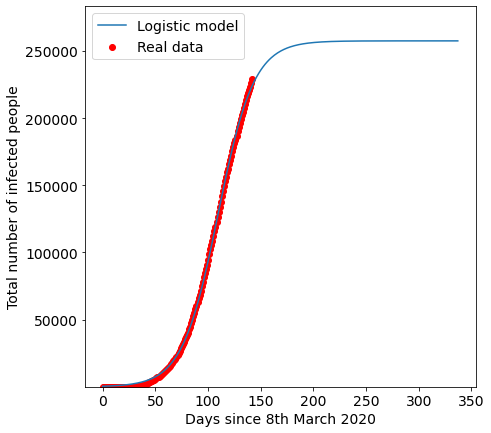 Logistic model
Real data
Total number of infected people
250000
200000
150000
100000
50000
0 50 100 150 200 250 300 350
Days since 8th March 2020